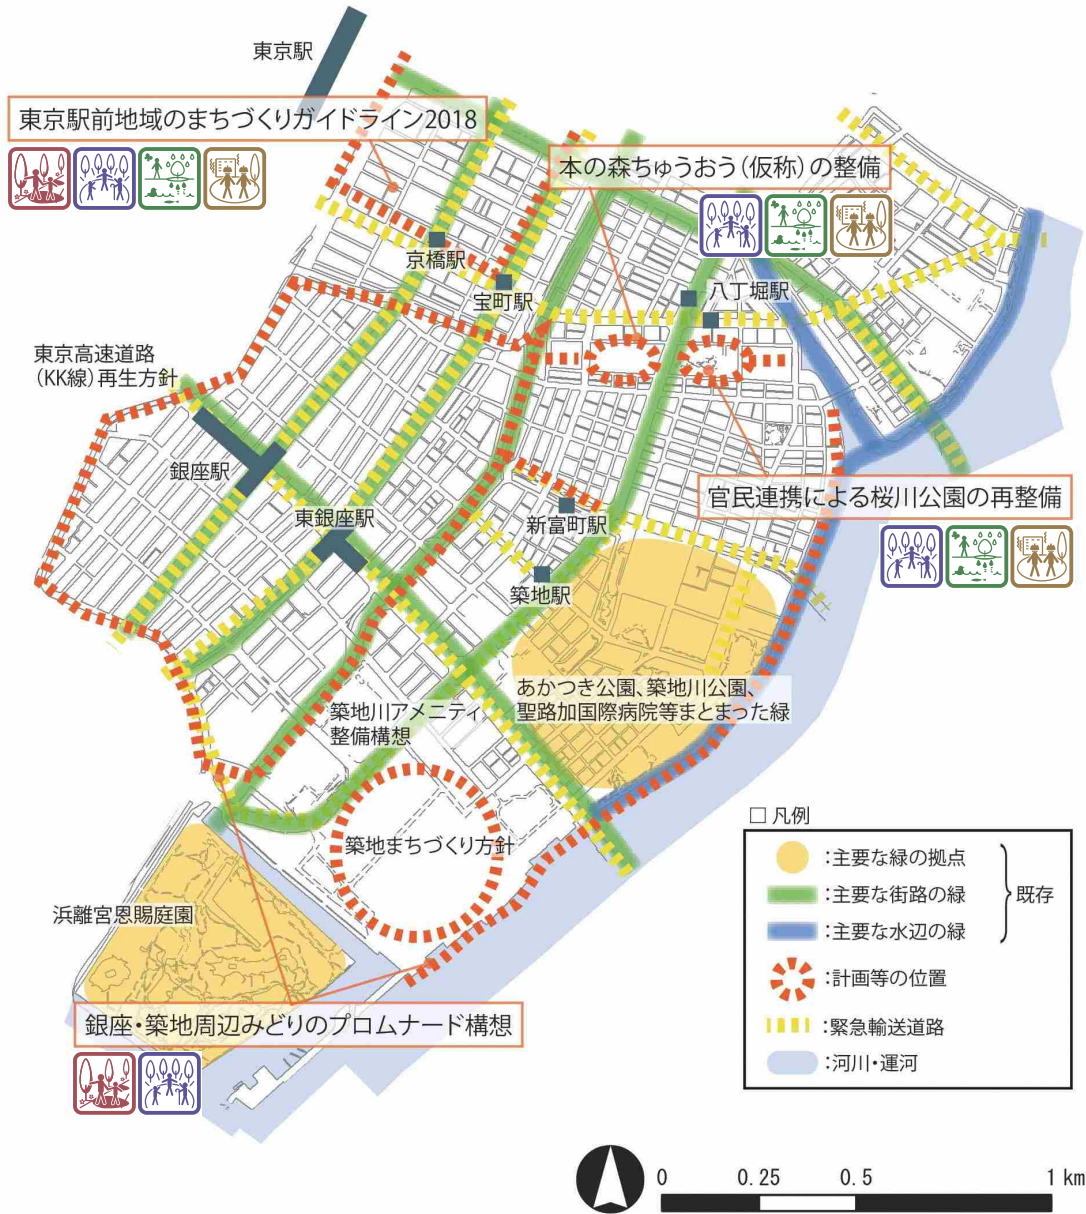 東京駅
東京駅前地域のまちづくりガイドライン2018
本の森ちゅうおう（仮称）の整備
京橋駅
宝町駅
八丁堀駅
東京高速道路
（KK線）再生方針
銀座駅
東銀座駅
新富町駅
官民連携による桜川公園の再整備
築地駅
あかつき公園、築地川公園、
聖路加国際病院等まとまった緑
築地川アメニティ
整備構想
築地まちづくり方針
浜離宮恩賜庭園
銀座・築地周辺みどりのプロムナード構想
□ 凡例
：主要な緑の拠点
：主要な街路の緑
：主要な水辺の緑
既存
：計画等の位置
：緊急輸送道路
：河川・運河
0 0.25 0.5 1 km